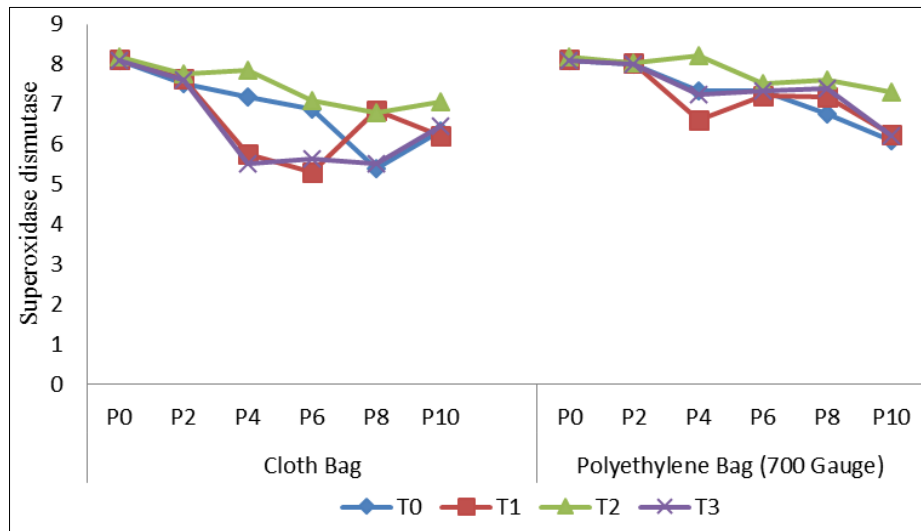 9
8
7
6
5
4
3
2
1
0
Superoxidase dismutase
P0 P2 P4 P6 P8 P10 P0 P2 P4 P6 P8 P10
Cloth Bag Polyethylene Bag (700 Gauge)
T0 T1 T2 T3